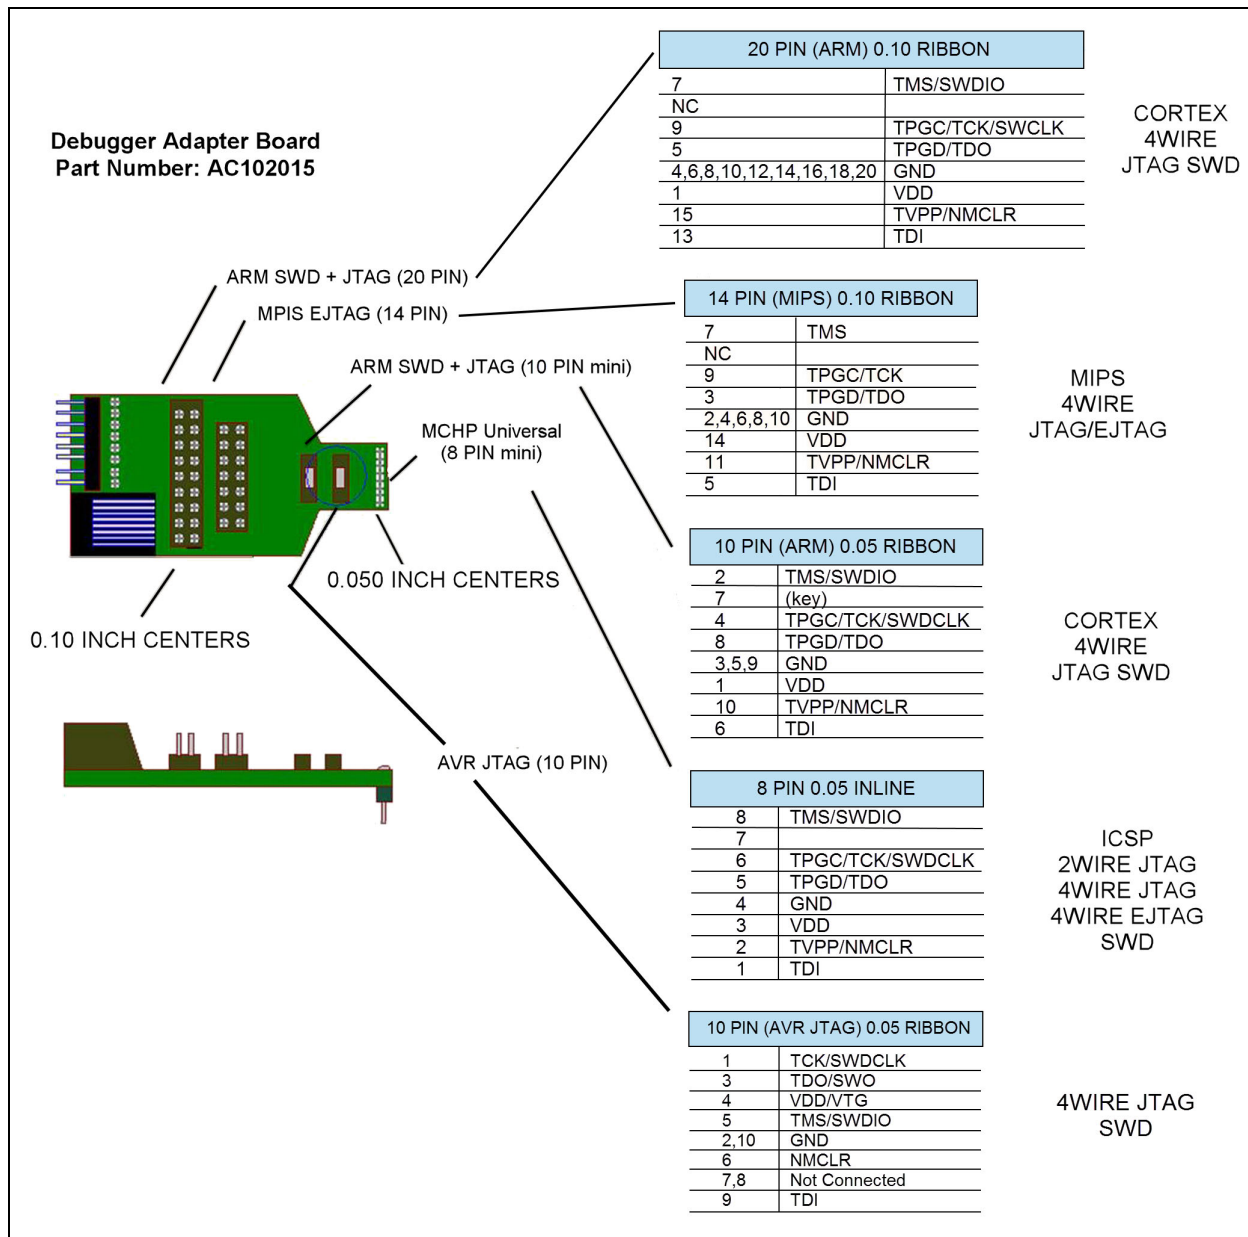 Debugger Adapter Board
Part Number: AC102015
ARM SWD + JTAG (20 PIN)
MPIS EJTAG (14 PIN)
ARM SWD + JTAG (10 PIN mini)
MCHP Universal
(8 PIN mini)
0.050 INCH CENTERS
0.10 INCH CENTERS
AVR JTAG (10 PIN)
20 PIN (ARM) 0.10 RIBBON
7 TMS/SWDIO
NC
9 TPGC/TCK/SWCLK
5 TPGD/TDO
4,6,8,10,12,14,16,18,20 GND
1 VDD
15 TVPP/NMCLR
13 TDI
CORTEX
4WIRE
JTAG SWD
14 PIN (MIPS) 0.10 RIBBON
7 TMS
NC
9 TPGC/TCK
3 TPGD/TDO
2,4,6,8,10 GND
14 VDD
11 TVPP/NMCLR
5 TDI
MIPS
4WIRE
JTAG/EJTAG
10 PIN (ARM) 0.05 RIBBON
2 TMS/SWDIO
7 (key)
4 TPGC/TCK/SWDCLK
8 TPGD/TDO
3,5,9 GND
1 VDD
10 TVPP/NMCLR
6 TDI
CORTEX
4WIRE
JTAG SWD
8 PIN 0.05 INLINE
8 TMS/SWDIO
7
6 TPGC/TCK/SWDCLK
5 TPGD/TDO
4 GND
3 VDD
2 TVPP/NMCLR
1 TDI
ICSP
2WIRE JTAG
4WIRE JTAG
4WIRE EJTAG
SWD
10 PIN (AVR JTAG) 0.05 RIBBON
1 TCK/SWDCLK
3 TDO/SWO
4 VDD/VTG
5 TMS/SWDIO
2,10 GND
6 NMCLR
7,8 Not Connected
9 TDI
4WIRE JTAG
SWD